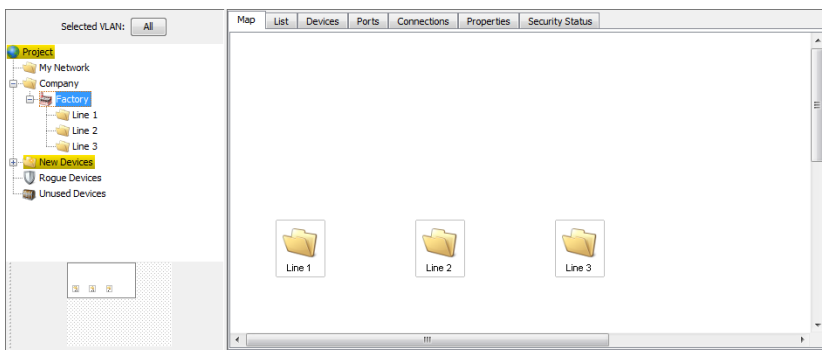 Selected VLAN: All
Project
My Network
Company
Factory
Line 1
Line 2
Line 3
New Devices
Rogue Devices
Unused Devices
Map List Devices Ports Connections Properties Security Status
Line 1 Line 2 Line 3